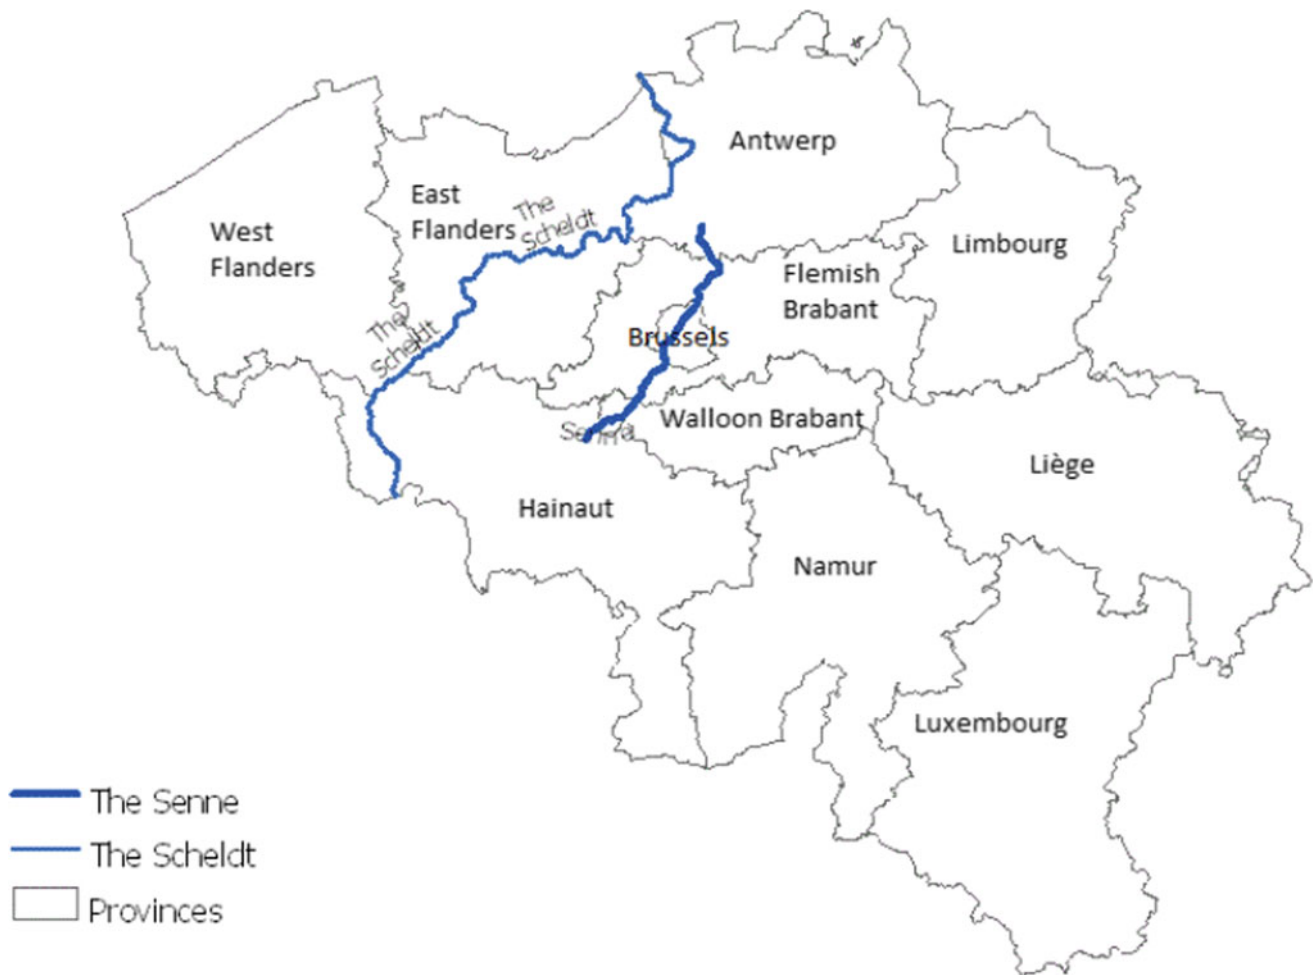 Antwerp
East
Flanders
The
Scheldt
West
Flanders
Limbourg
Flemish
Brabant
The
Scheldt
Brussels
Walloon Brabant
Senne
Liège
Hainaut
Namur
Luxembourg
The Senne
The Scheldt
Provinces